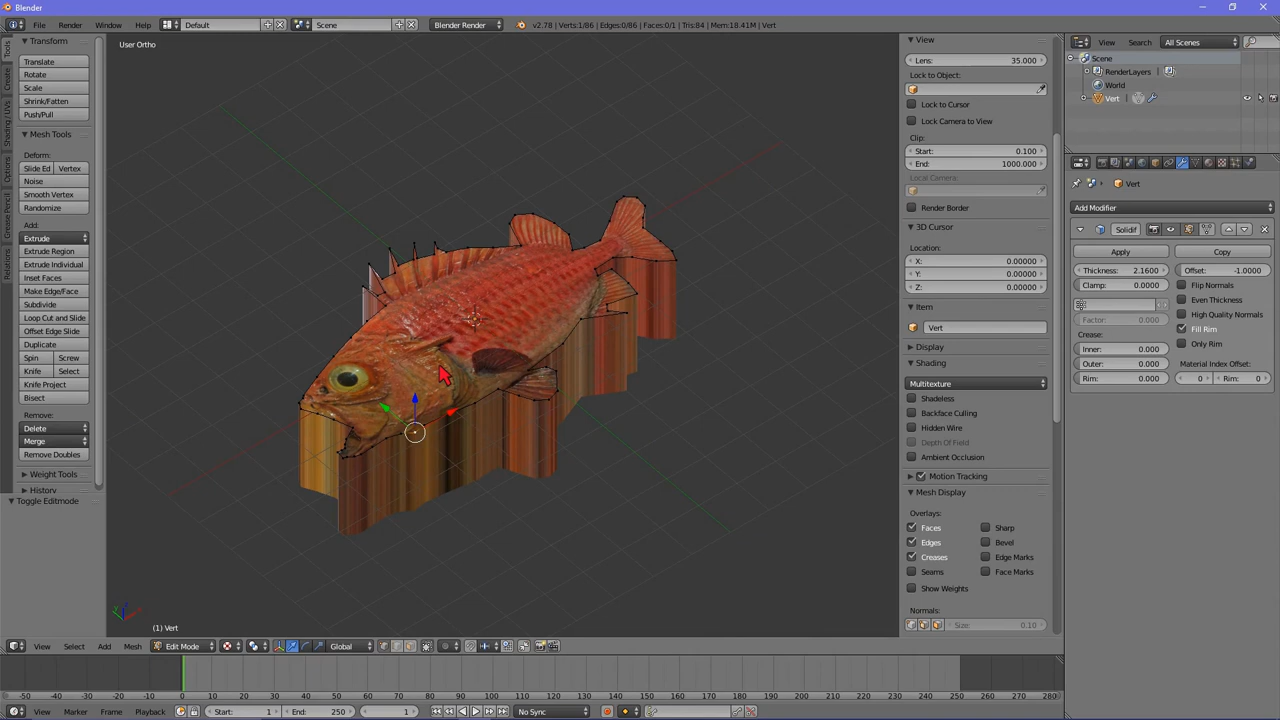 Blender
File Render Window Help Default Scene Blender Render v2.78 | Verts:1/86 | Edges:0/86 | Faces:0/1 | Tris:84 | Mem:18.41M | Vert
User Ortho
Tools
Create
Shading / UVs
Options
Grease Pencil
Relations
Transform
Translate
Rotate
Scale
Shrink/Fatten
Push/Pull
Mesh Tools
Deform:
Slide Ed Vertex
Noise
Smooth Vertex
Randomize
Add:
Extrude
Extrude Region
Extrude Individual
Inset Faces
Make Edge/Face
Subdivide
Loop Cut and Slide
Offset Edge Slide
Duplicate
Spin Screw
Knife Select
Knife Project
Bisect
Remove:
Delete
Merge
Remove Doubles
Weight Tools
History
Toggle Editmode
(1) Vert
View
Lens: 35.000
Lock to Object:
Lock to Cursor
Lock Camera to View
Clip:
Start: 0.100
End: 1000.000
Local Camera:
Render Border
3D Cursor
Location:
X: 0.00000
Y: 0.00000
Z: 0.00000
Item
Vert
Display
Shading
Multitexture
Shadeless
Backface Culling
Hidden Wire
Depth Of Field
Ambient Occlusion
Motion Tracking
Mesh Display
Overlays:
Faces Sharp
Edges Bevel
Creases Edge Marks
Seams Face Marks
Show Weights
Normals:
Size: 0.10
View Search All Scenes
Scene
RenderLayers
World
Vert
Vert
Add Modifier
Solidif
Apply Copy
Thickness: 2.1600 Offset: -1.0000
Clamp: 0.0000 Flip Normals
Even Thickness
High Quality Normals
Factor: 0.000
Fill Rim
Crease:
Only Rim
Inner: 0.000
Outer: 0.000 Material Index Offset:
Rim: 0.000 0 Rim: 0
View Select Add Mesh Edit Mode Global
-50 -40 -30 -20 -10 0 10 20 30 40 50 60 70 80 90 100 110 120 130 140 150 160 170 180 190 200 210 220 230 240 250 260 270 280
View Marker Frame Playback Start: 1 End: 250 1 No Sync